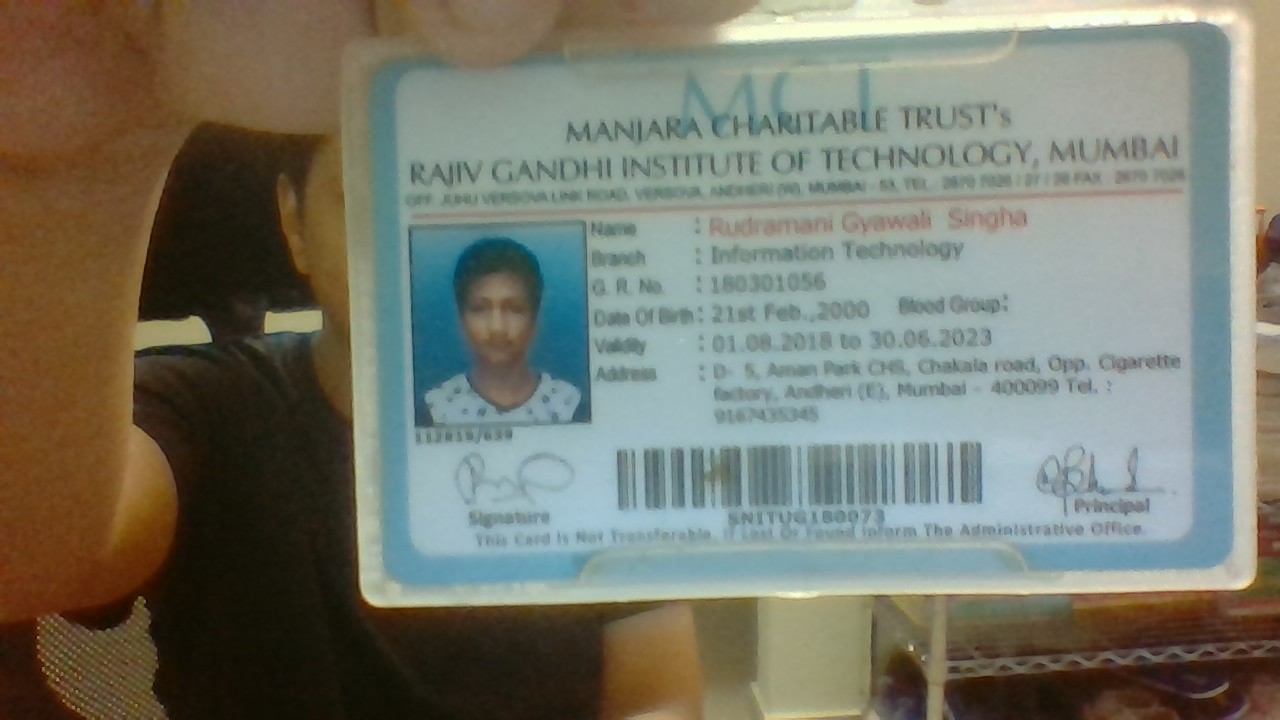 MCT
MANJARA CHARITABLE TRUST's
RAJIV GANDHI INSTITUTE OF TECHNOLOGY, MUMBAI
OFF. JUHU VERSOVA LINK ROAD, VERSOVA, ANDHERI (W), MUMBAI - 53, TEL.: 2670 7026 / 27 / 28 FAX: 2670 7026
Name : Rudramani Gyawali Singha
Branch : Information Technology
G. R. No. : 180301056
Date Of Birth : 21st Feb.,2000 Blood Group:
Validity : 01.08.2018 to 30.06.2023
Address : D- 5, Aman Park CHS, Chakala road, Opp. Cigarette
factory, Andheri (E), Mumbai - 400099 Tel. :
9167435345
112819/639
SNITUG180073
Signature
Principal
This Card is Not Transferable. If Lost Or Found Inform The Administrative Office.